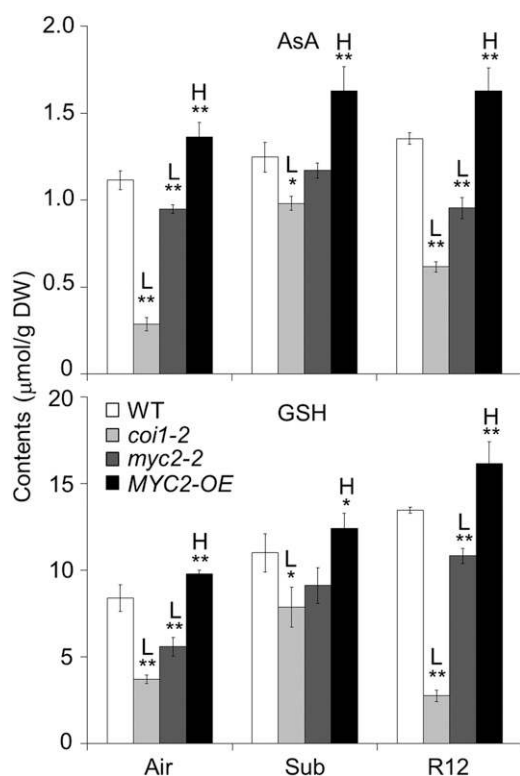 2.0
AsA
H
**
H
**
H
**
1.5
L
**
L
*
L
**
1.0
L
**
L
**
0.5
0
Contents (μmol/g DW)
20
GSH
WT
coi1-2
myc2-2
MYC2-OE
H
**
15
H
*
L
**
H
**
10
L
*
L
**
L
**
5
L
**
0
Air
Sub
R12